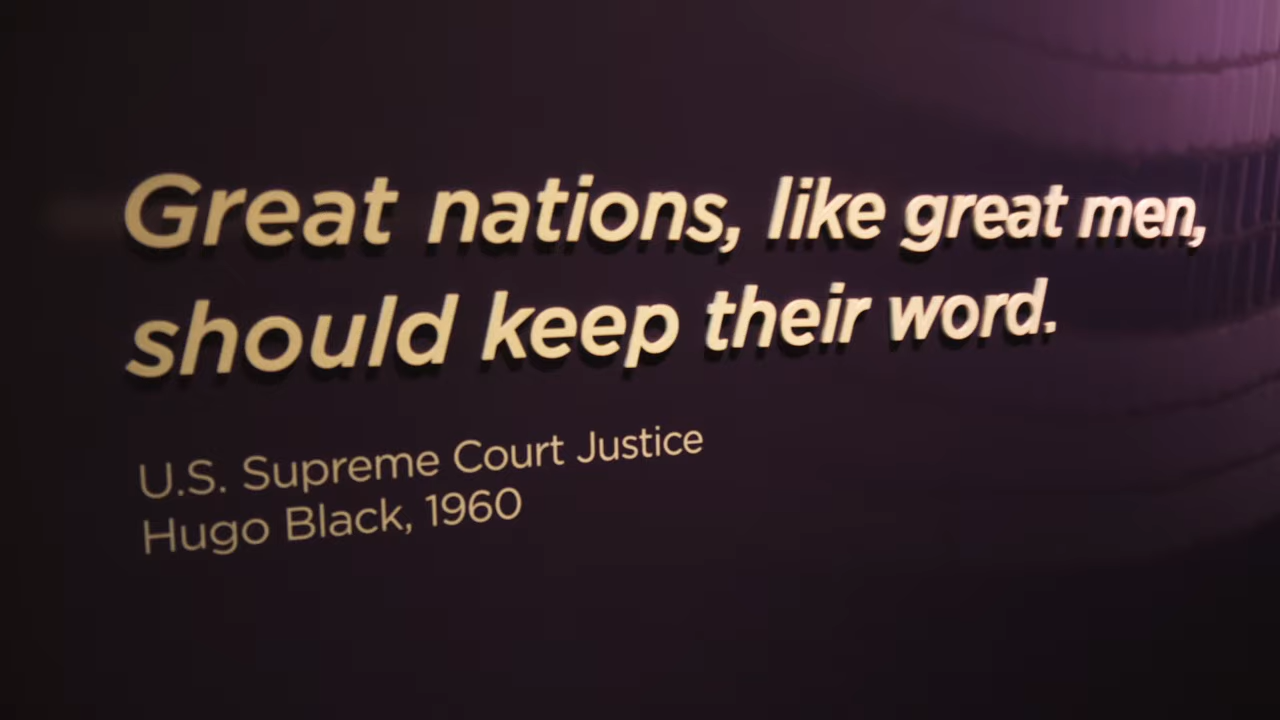 Great nations, like great men,
should keep their word.
U.S. Supreme Court Justice
Hugo Black, 1960